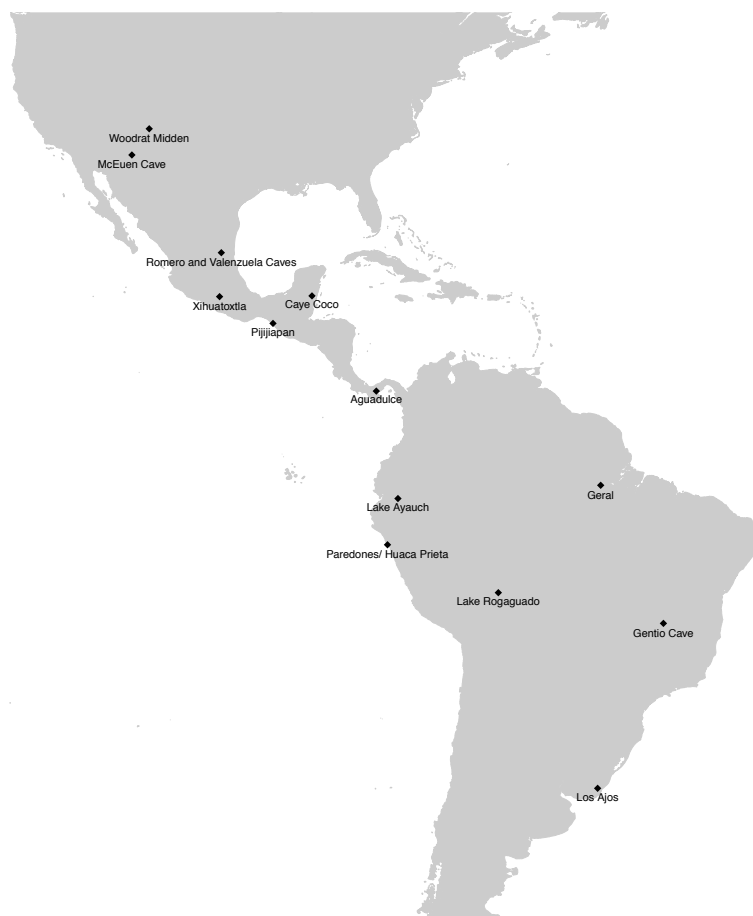 Woodrat Midden
McEuen Cave
Romero and Valenzuela Caves
Xihuatoxtla
Caye Coco
Pijijiapan
Aguadulce
Geral
Lake Ayauch
Paredones/ Huaca Prieta
Lake Rogaguado
Gentio Cave
Los Ajos